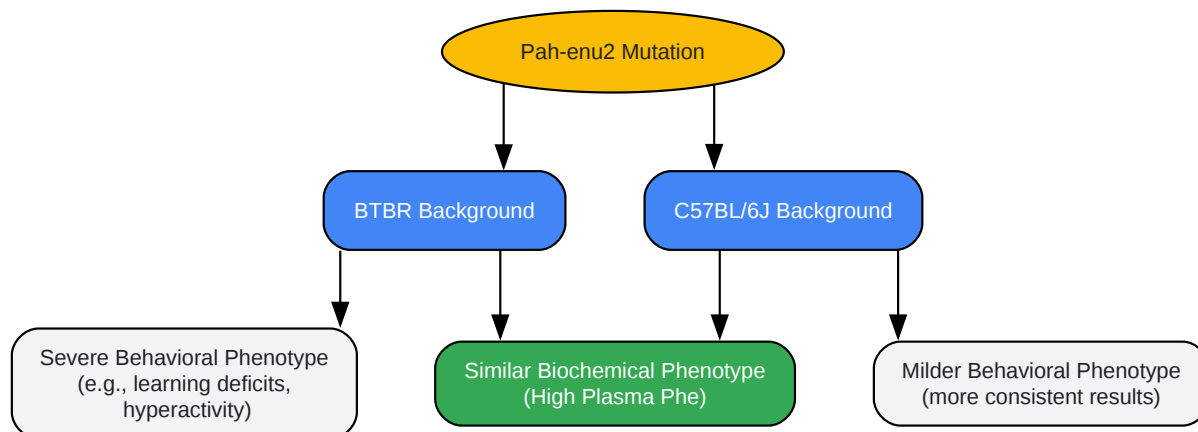 Pah-enu2 Mutation
BTBR Background
C57BL/6J Background
Severe Behavioral Phenotype
(e.g., learning deficits,
hyperactivity)
Similar Biochemical Phenotype
(High Plasma Phe)
Milder Behavioral Phenotype
(more consistent results)